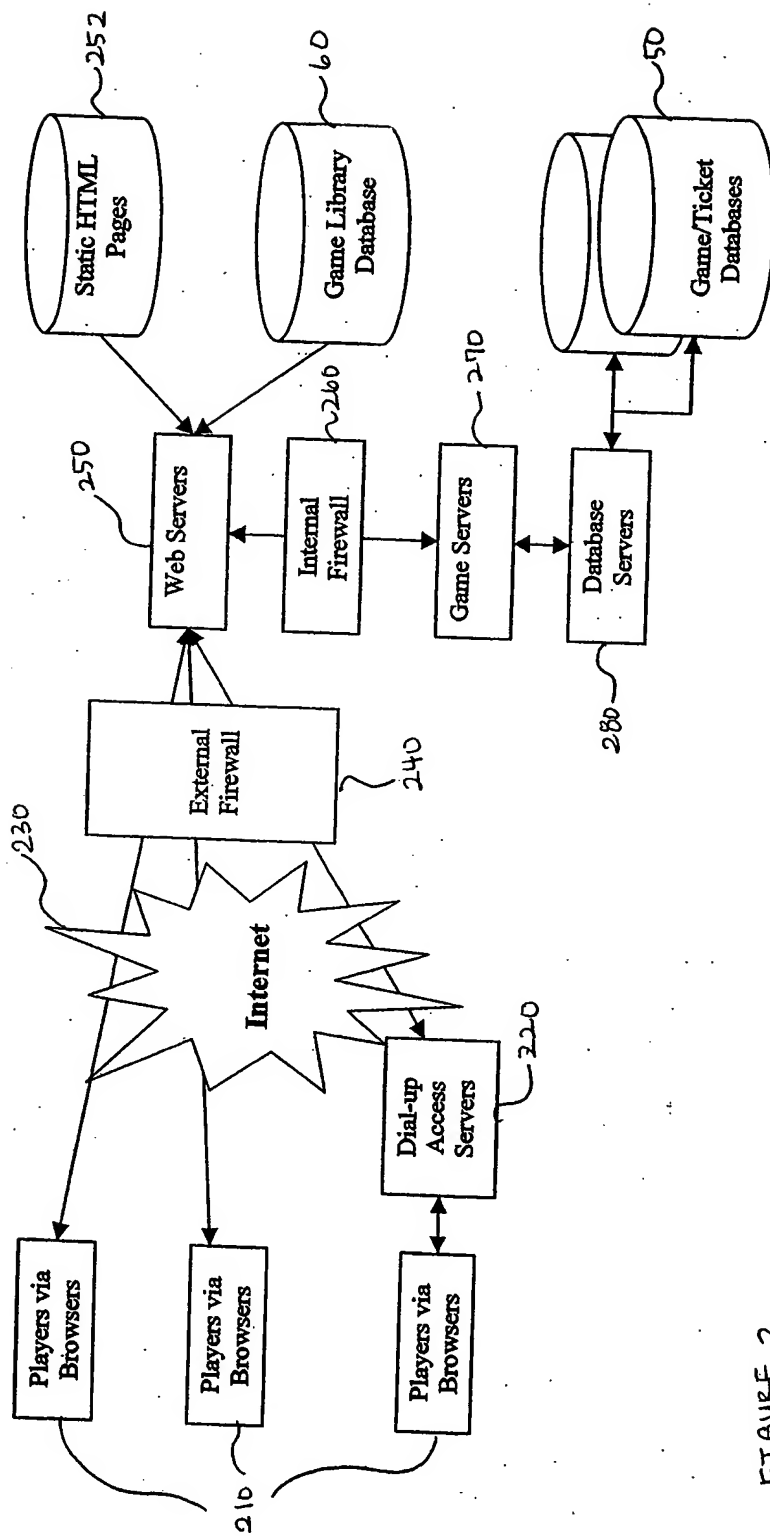 Players via
Browsers
Players via
Browsers
210
Players via
Browsers
Dial-up
Access
Servers
220
230
Internet
External
Firewall
240
250
Web Servers
Static HTML
Pages
252
Game Library
Database
60
Internal
Firewall
260
Game Servers
270
Database
Servers
280
Game/Ticket
Databases
50
FIGURE 2